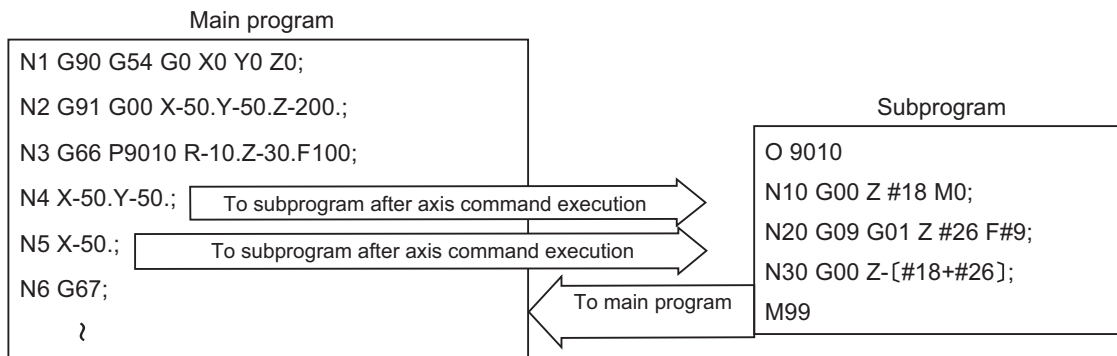 Main program
N1 G90 G54 G0 X0 Y0 Z0;
N2 G91 G00 X-50.Y-50.Z-200.;
N3 G66 P9010 R-10.Z-30.F100;
N4 X-50.Y-50.;
To subprogram after axis command execution
N5 X-50.;
To subprogram after axis command execution
N6 G67;
~
To main program
Subprogram
O 9010
N10 G00 Z #18 M0;
N20 G09 G01 Z #26 F#9;
N30 G00 Z-〔#18+#26〕;
M99